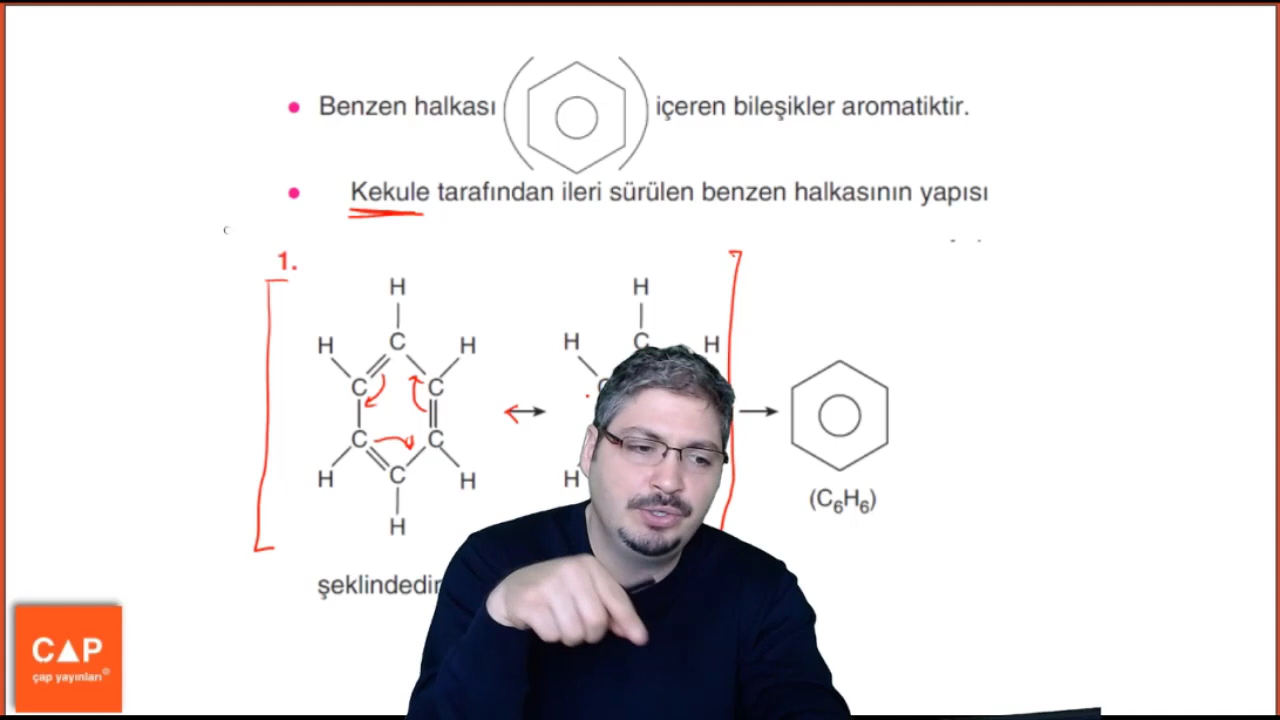 • Benzen halkası ( ) içeren bileşikler aromatiktir.
• Kekule tarafından ileri sürülen benzen halkasının yapısı
c
1.
H H
H H H H
C C
C C C
C C
H C H H
H
(C6H6)
şeklindedir
ÇAP
çap yayınları®